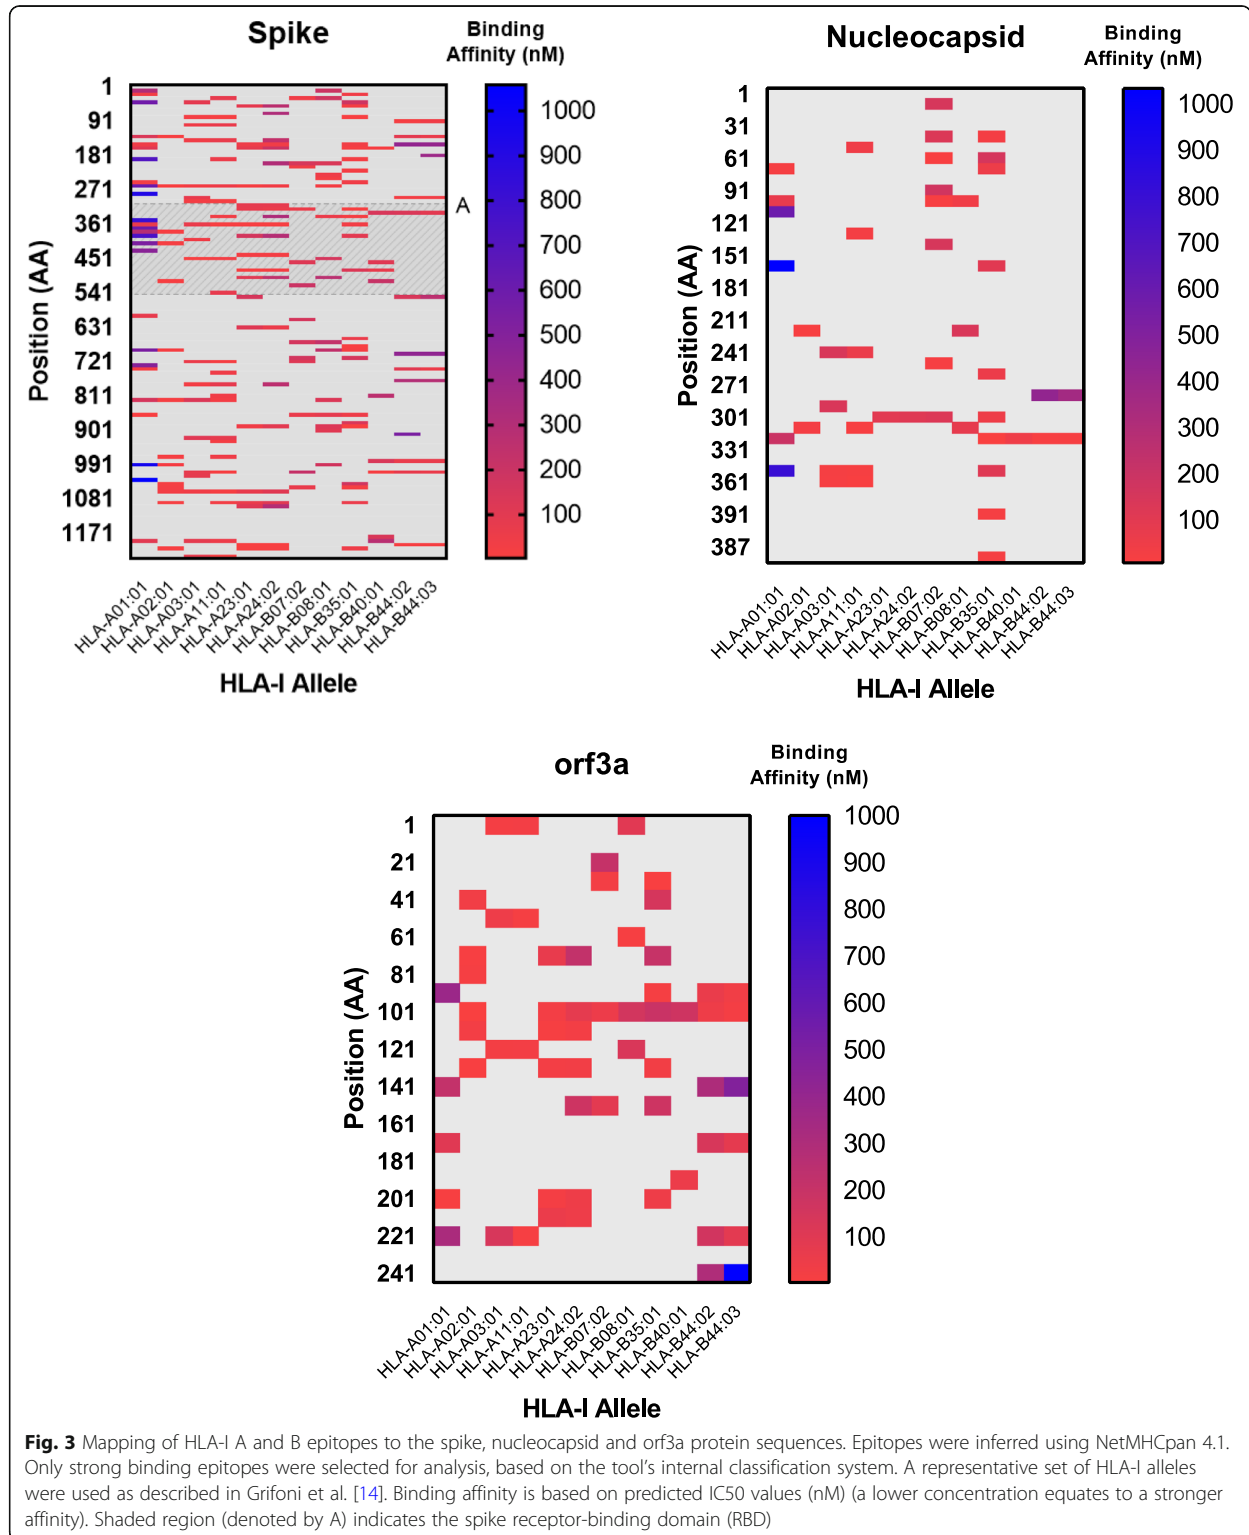 Spike
Binding
Affinity (nM)
1
91
181
271
361
451
541
631
721
811
901
991
1081
1171
Position (AA)
A
1000
900
800
700
600
500
400
300
200
100
HLA-A01:01
HLA-A02:01
HLA-A03:01
HLA-A11:01
HLA-A23:01
HLA-A24:02
HLA-B07:02
HLA-B08:01
HLA-B35:01
HLA-B40:01
HLA-B44:02
HLA-B44:03
HLA-I Allele
Nucleocapsid
Binding
Affinity (nM)
1
31
61
91
121
151
181
211
241
271
301
331
361
391
387
Position (AA)
1000
900
800
700
600
500
400
300
200
100
HLA-A01:01
HLA-A02:01
HLA-A03:01
HLA-A11:01
HLA-A23:01
HLA-A24:02
HLA-B07:02
HLA-B08:01
HLA-B35:01
HLA-B40:01
HLA-B44:02
HLA-B44:03
HLA-I Allele
orf3a
Binding
Affinity (nM)
1
21
41
61
81
101
121
141
161
181
201
221
241
Position (AA)
1000
900
800
700
600
500
400
300
200
100
HLA-A01:01
HLA-A02:01
HLA-A03:01
HLA-A11:01
HLA-A23:01
HLA-A24:02
HLA-B07:02
HLA-B08:01
HLA-B35:01
HLA-B40:01
HLA-B44:02
HLA-B44:03
HLA-I Allele
Fig. 3 Mapping of HLA-I A and B epitopes to the spike, nucleocapsid and orf3a protein sequences. Epitopes were inferred using NetMHCpan 4.1.
Only strong binding epitopes were selected for analysis, based on the tool's internal classification system. A representative set of HLA-I alleles
were used as described in Grifoni et al. [14]. Binding affinity is based on predicted IC50 values (nM) (a lower concentration equates to a stronger
affinity). Shaded region (denoted by A) indicates the spike receptor-binding domain (RBD)